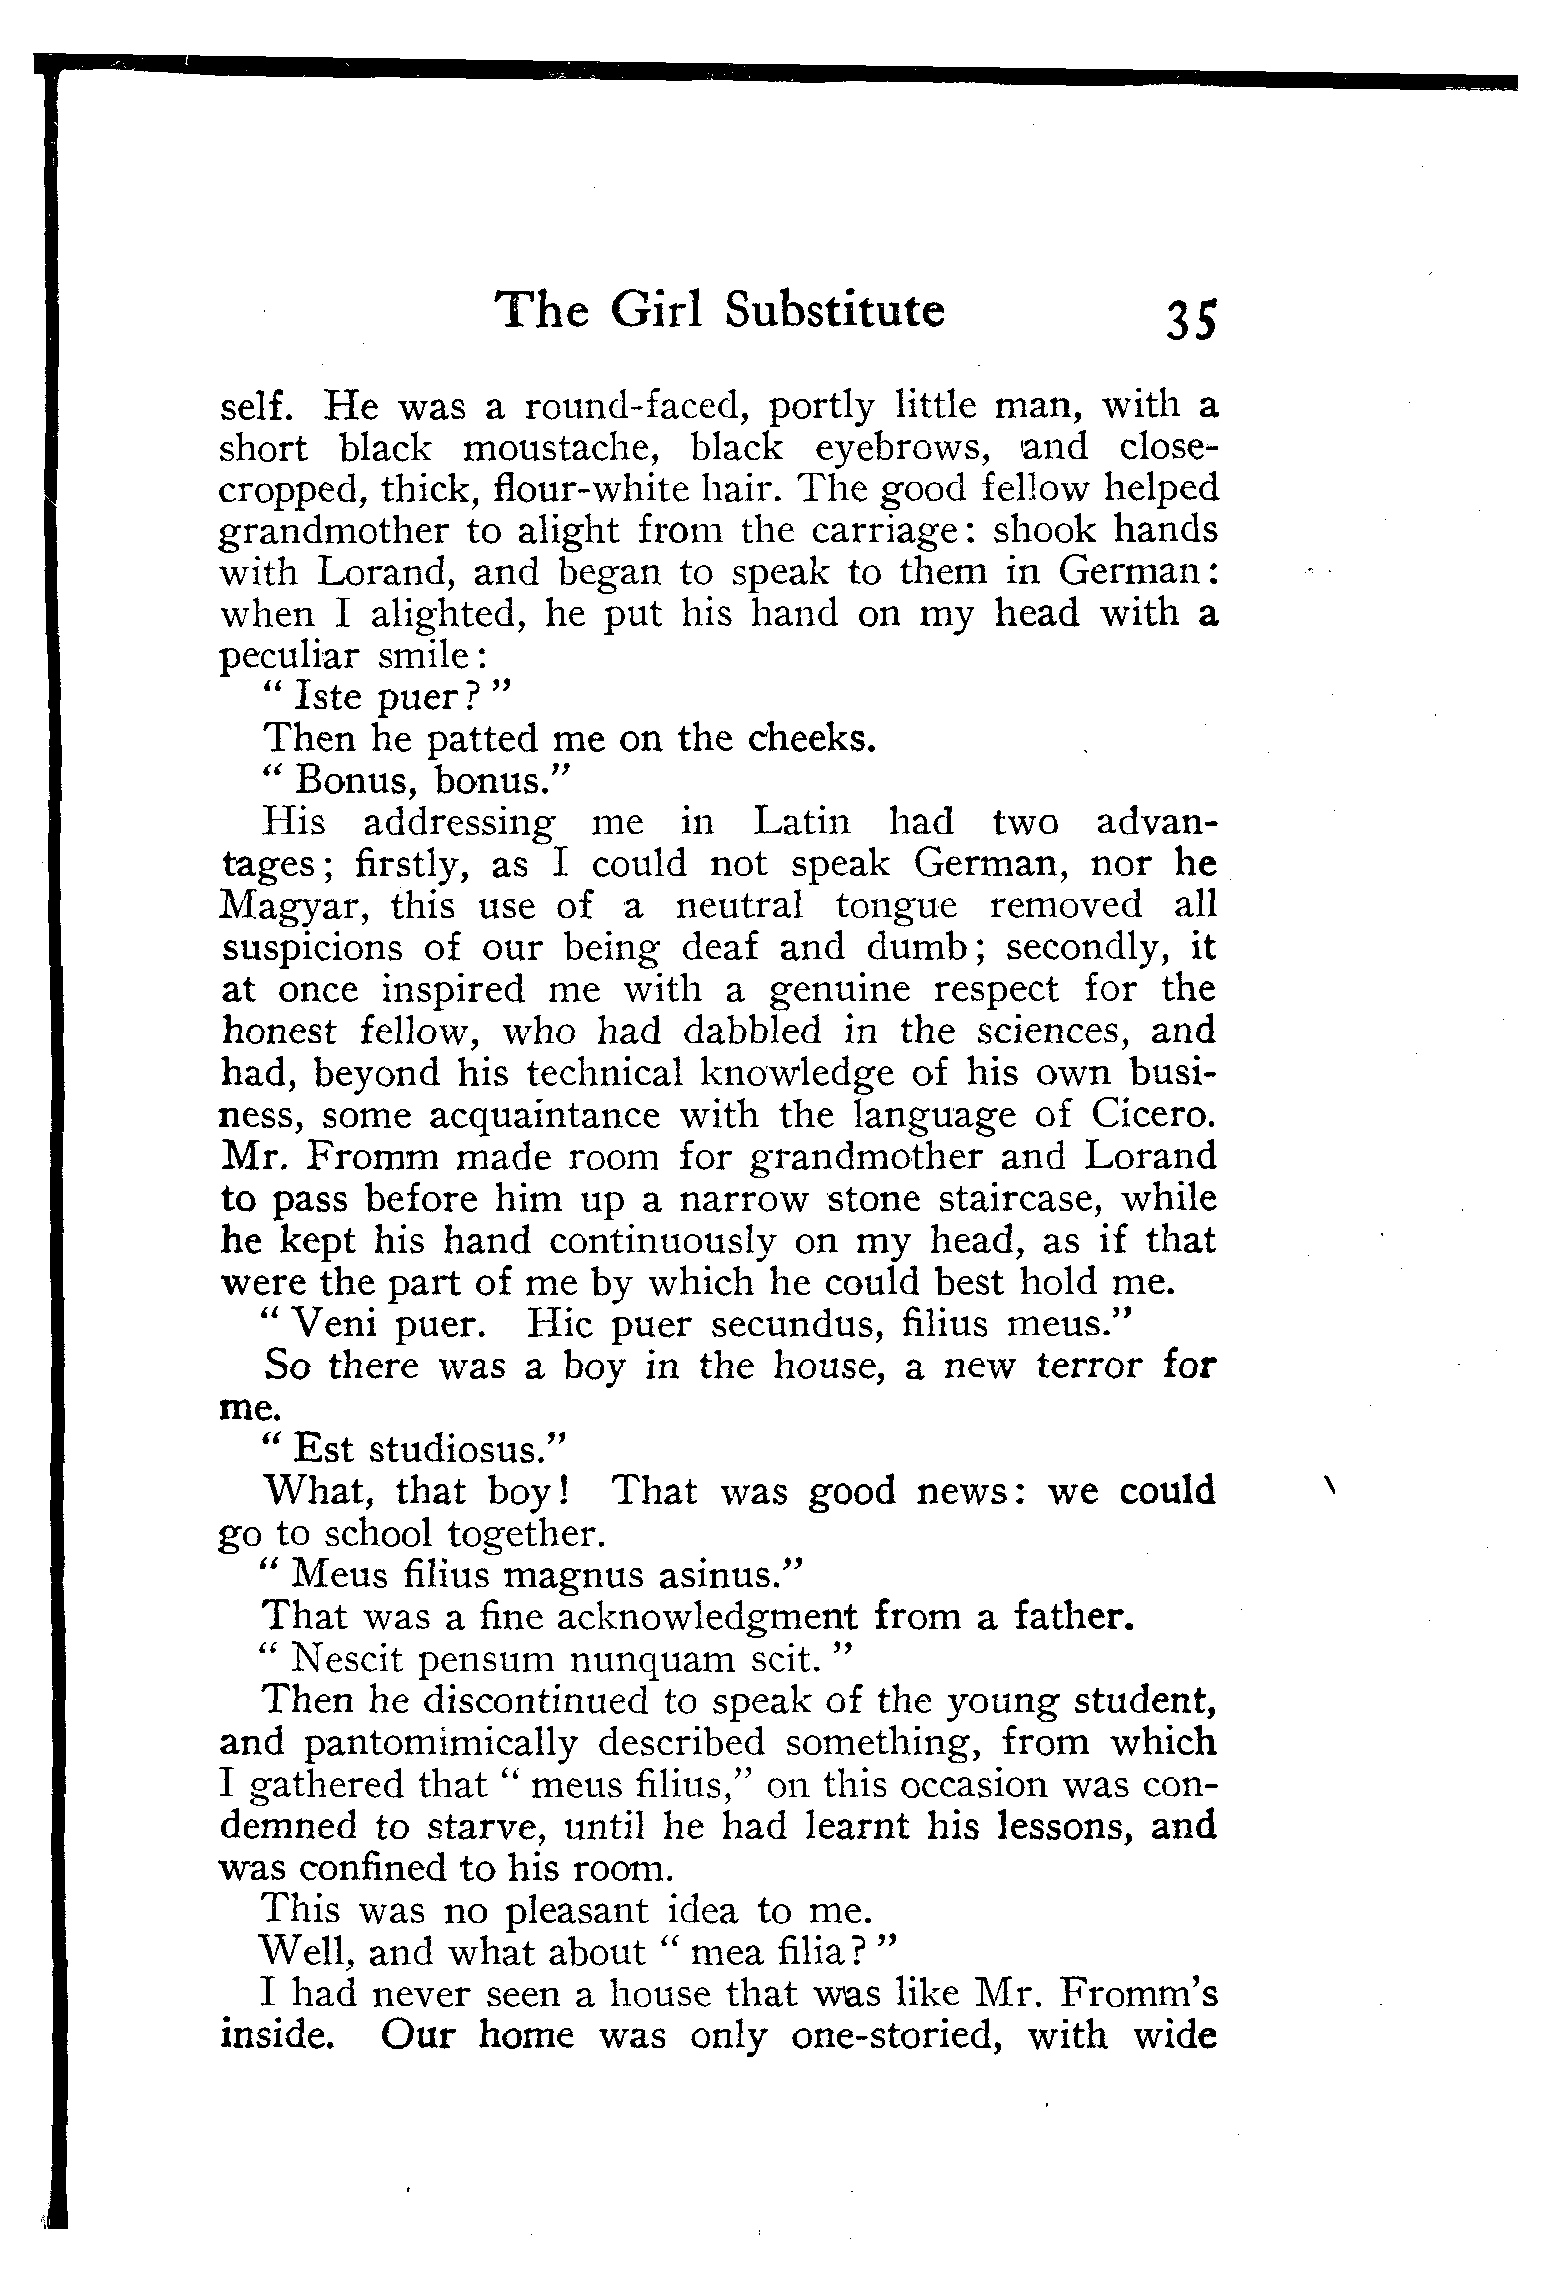 The Girl Substitute 35
self. He was a round-faced, portly little man, with a
short black moustache, black eyebrows, and close-
cropped, thick, flour-white hair. The good fellow helped
grandmother to alight from the carriage: shook hands
with Lorand, and began to speak to them in German:
when I alighted, he put his hand on my head with a
peculiar smile:
" Iste puer? "
Then he patted me on the cheeks.
" Bonus, bonus."
His addressing me in Latin had two advan-
tages; firstly, as I could not speak German, nor he
Magyar, this use of a neutral tongue removed all
suspicions of our being deaf and dumb; secondly, it
at once inspired me with a genuine respect for the
honest fellow, who had dabbled in the sciences, and
had, beyond his technical knowledge of his own busi-
ness, some acquaintance with the language of Cicero.
Mr. Fromm made room for grandmother and Lorand
to pass before him up a narrow stone staircase, while
he kept his hand continuously on my head, as if that
were the part of me by which he could best hold me.
" Veni puer. Hic puer secundus, filius meus."
So there was a boy in the house, a new terror for
me.
" Est studiosus."
What, that boy! That was good news: we could
go to school together.
" Meus filius magnus asinus."
That was a fine acknowledgment from a father.
" Nescit pensum nunquam scit. "
Then he discontinued to speak of the young student,
and pantomimically described something, from which
I gathered that " meus filius," on this occasion was con-
demned to starve, until he had learnt his lessons, and
was confined to his room.
This was no pleasant idea to me.
Well, and what about " mea filia? "
I had never seen a house that was like Mr. Fromm's
inside. Our home was only one-storied, with wide